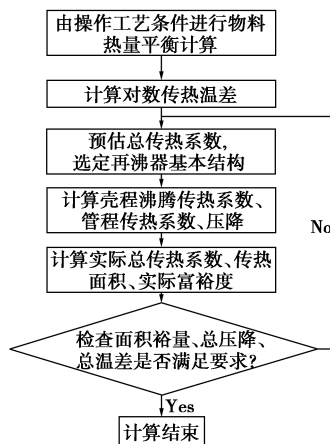 由操作工艺条件进行物料
热量平衡计算
计算对数传热温差
预估总传热系数，
选定再沸器基本结构
计算壳程沸腾传热系数、
管程传热系数、压降
No
计算实际总传热系数、传热
面积、实际富裕度
检查面积裕量、总压降、
总温差是否满足要求?
Yes
计算结束